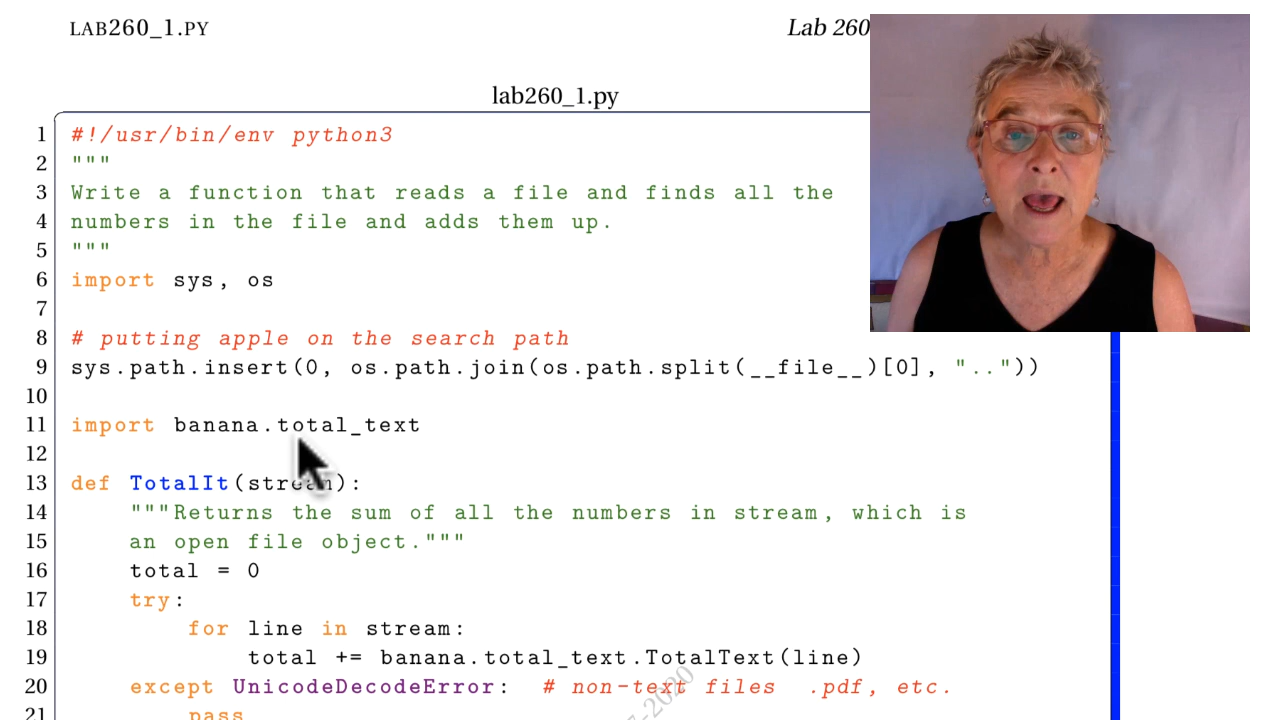 LAB260_1.PY
Lab 260
lab260_1.py
1 #!/usr/bin/env python3
2 """
3 Write a function that reads a file and finds all the
4 numbers in the file and adds them up.
5 """
6 import sys, os
7
8 # putting apple on the search path
9 sys.path.insert(0, os.path.join(os.path.split(__file__)[0], ".."))
10
11 import banana.total_text
12
13 def TotalIt(stream):
14     """Returns the sum of all the numbers in stream, which is
15     an open file object."""
16     total = 0
17     try:
18         for line in stream:
19             total += banana.total_text.TotalText(line)
20     except UnicodeDecodeError:  # non-text files  .pdf, etc.
21         pass
7-2020